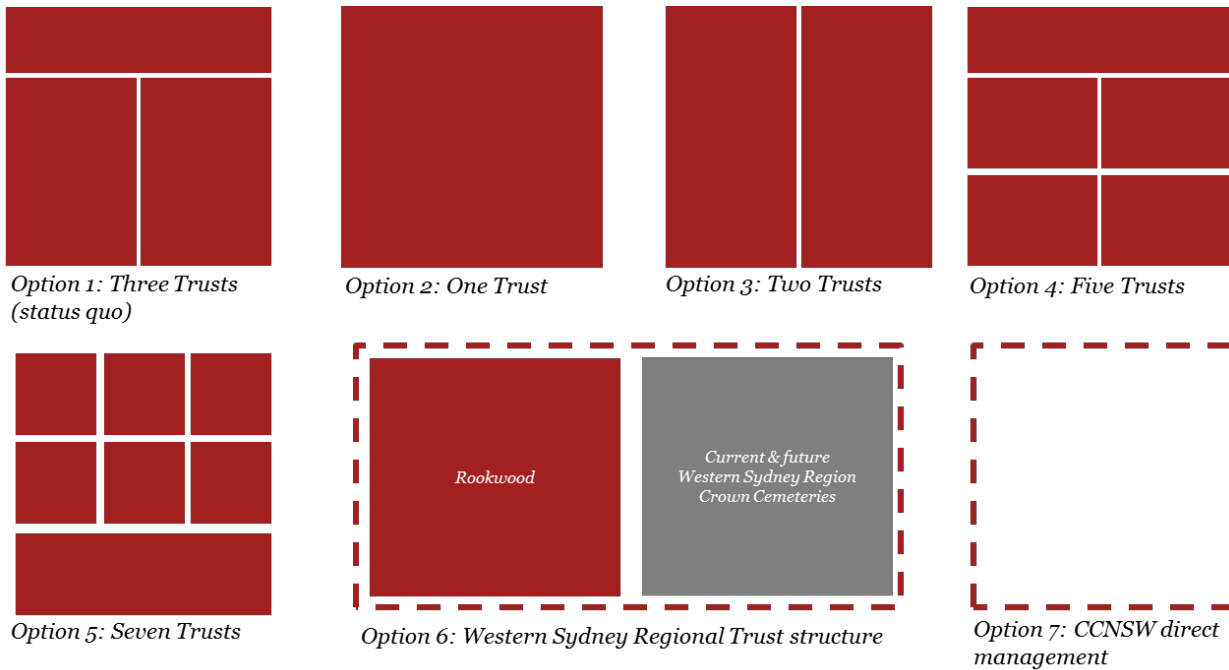 Option 1: Three Trusts
(status quo)
Option 2: One Trust
Option 3: Two Trusts
Option 4: Five Trusts
Rookwood
Current & future
Western Sydney Region
Crown Cemeteries
Option 5: Seven Trusts
Option 6: Western Sydney Regional Trust structure
Option 7: CCNSW direct
management